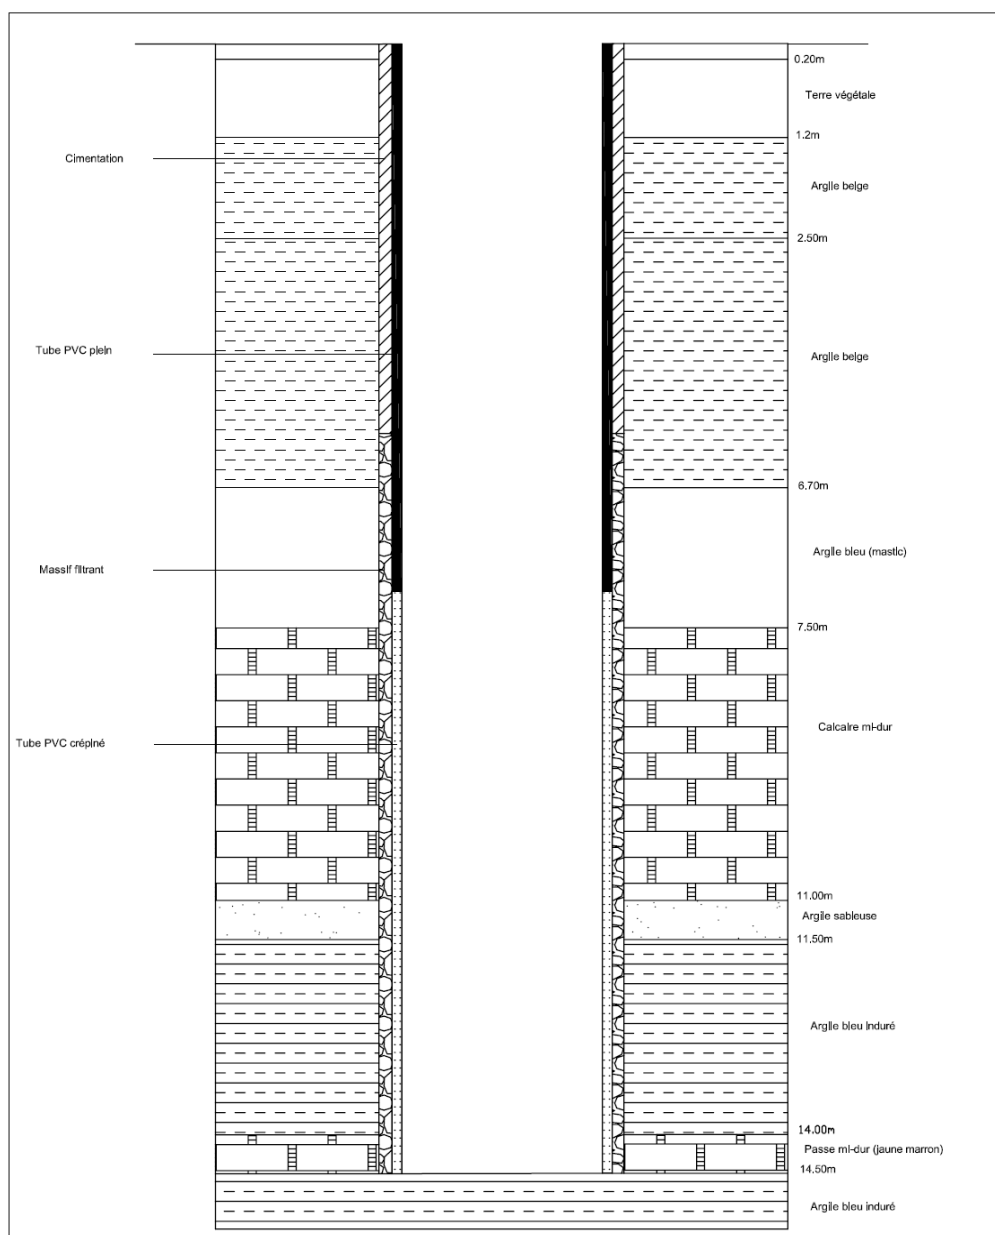 0.20m
Terre végétale
1.2m
Cimentation
Argile belge
2.50m
Tube PVC plein
Argile belge
6.70m
Argile bleu (mastic)
Massif filtrant
7.50m
Calcaire mi-dur
Tube PVC crépiné
11.00m
Argile sableuse
11.50m
Argile bleu induré
14.00m
Passe mi-dur (jaune marron)
14.50m
Argile bleu induré